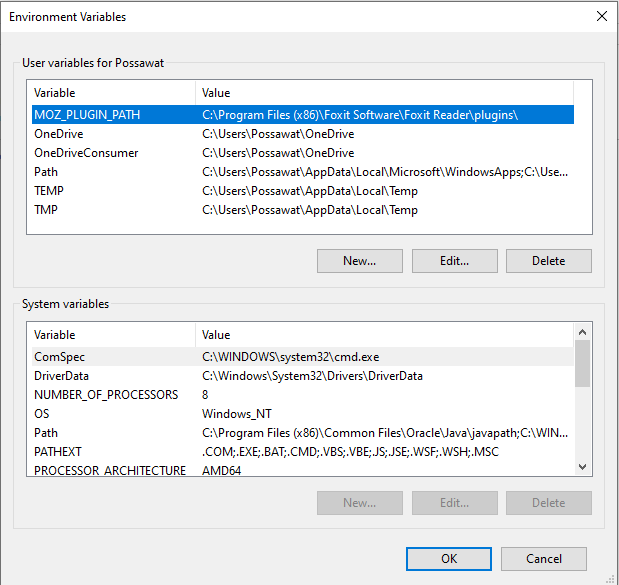 Environment Variables
User variables for Possawat
Variable Value
MOZ_PLUGIN_PATH C:\Program Files (x86)\Foxit Software\Foxit Reader\plugins\
OneDrive C:\Users\Possawat\OneDrive
OneDriveConsumer C:\Users\Possawat\OneDrive
Path C:\Users\Possawat\AppData\Local\Microsoft\WindowsApps;C:\Use...
TEMP C:\Users\Possawat\AppData\Local\Temp
TMP C:\Users\Possawat\AppData\Local\Temp
New... Edit... Delete
System variables
Variable Value
ComSpec C:\WINDOWS\system32\cmd.exe
DriverData C:\Windows\System32\Drivers\DriverData
NUMBER_OF_PROCESSORS 8
OS Windows_NT
Path C:\Program Files (x86)\Common Files\Oracle\Java\javapath;C:\WIN...
PATHEXT .COM;.EXE;.BAT;.CMD;.VBS;.VBE;.JS;.JSE;.WSF;.WSH;.MSC
PROCESSOR_ARCHITECTURE AMD64
New... Edit... Delete
OK Cancel